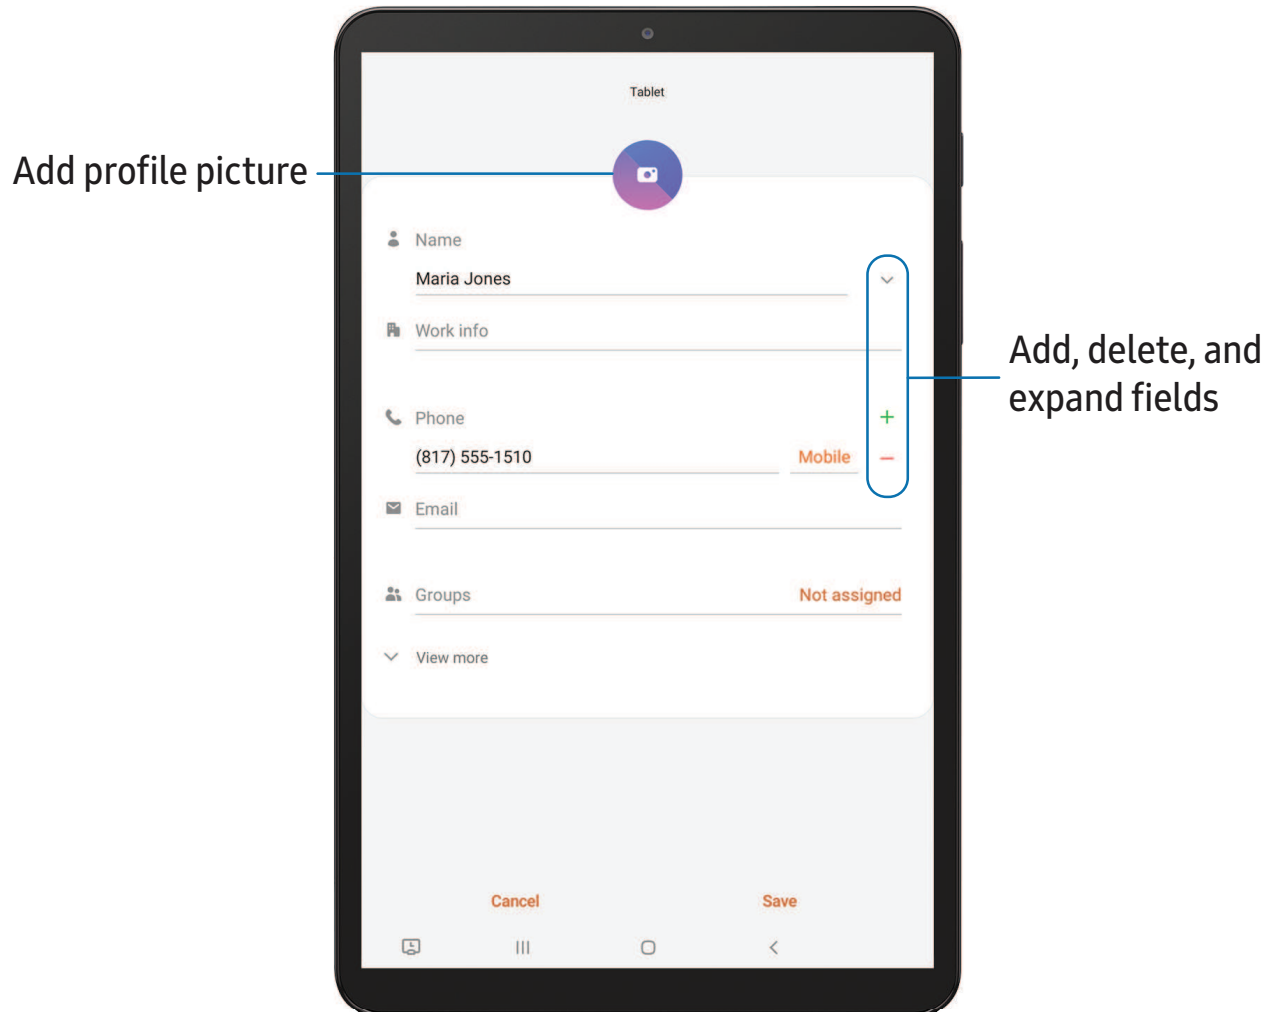 Tablet
Add profile picture
Name
Maria Jones
Work info
Add, delete, and
expand fields
Phone
(817) 555-1510 Mobile
Email
Groups Not assigned
View more
Cancel Save